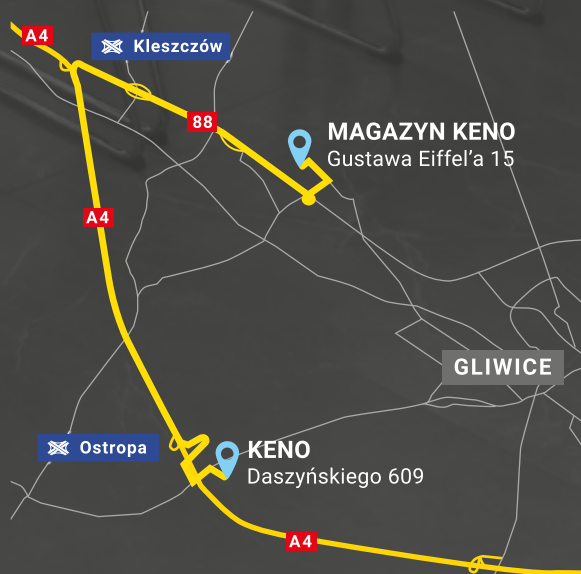 A4
Kleszczów
88
MAGAZYN KENO
Gustawa Eiffel’a 15
A4
GLIWICE
Ostropa
KENO
Daszyńskiego 609
A4